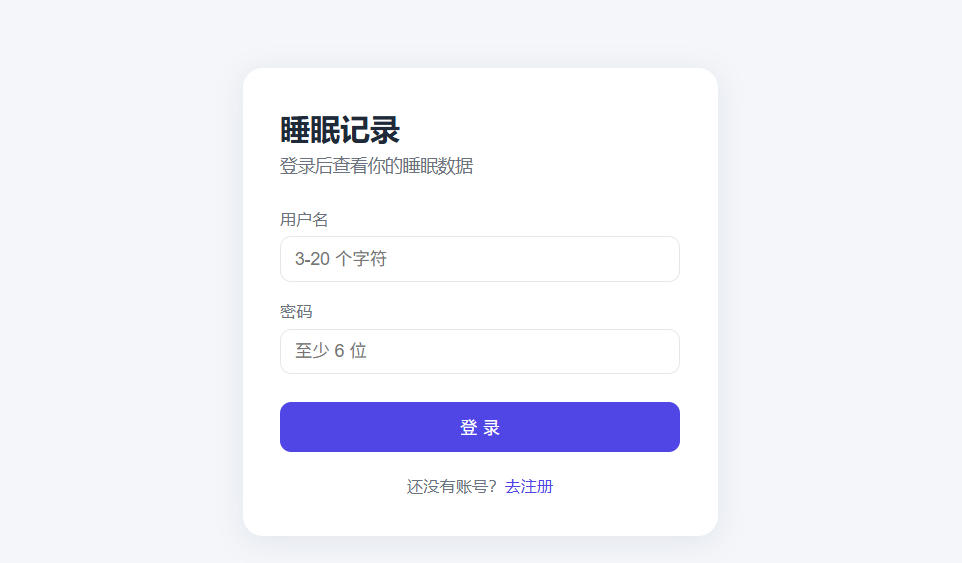 睡眠记录
登录后查看你的睡眠数据
用户名
3-20 个字符
密码
至少 6 位
登 录
还没有账号？去注册